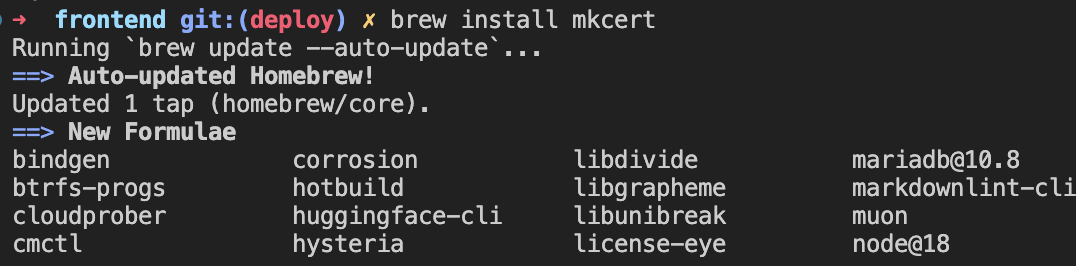 ➜ frontend git:(deploy) ✗ brew install mkcert
Running `brew update --auto-update`...
==> Auto-updated Homebrew!
Updated 1 tap (homebrew/core).
==> New Formulae
bindgen corrosion libdivide mariadb@10.8
btrfs-progs hotbuild libgrapheme markdownlint-cli
cloudprober huggingface-cli libunibreak muon
cmctl hysteria license-eye node@18